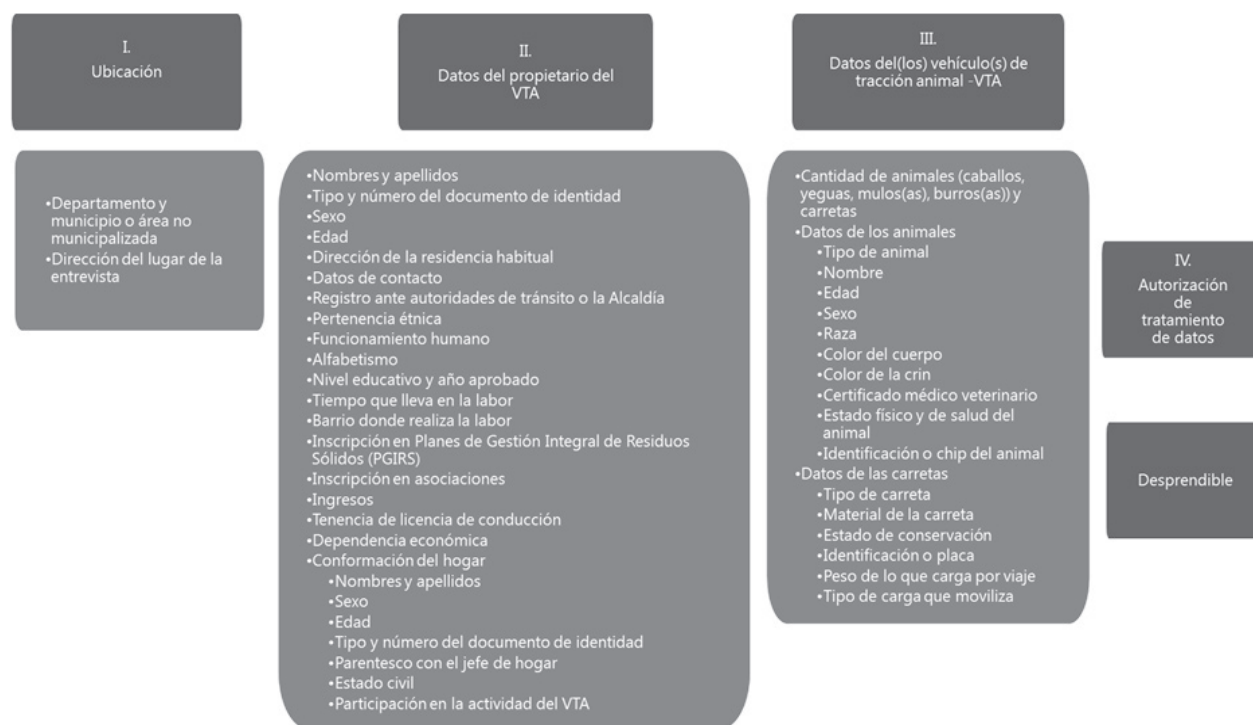 I.
Ubicación
•Departamento y
municipio o área no
municipalizada
•Dirección del lugar de la
entrevista
II.
Datos del propietario del
VTA
•Nombres y apellidos
•Tipo y número del documento de identidad
•Sexo
•Edad
•Dirección de la residencia habitual
•Datos de contacto
•Registro ante autoridades de tránsito o la Alcaldía
•Pertenencia étnica
•Funcionamiento humano
•Alfabetismo
•Nivel educativo y año aprobado
•Tiempo que lleva en la labor
•Barrio donde realiza la labor
•Inscripción en Planes de Gestión Integral de Residuos
Sólidos (PGIRS)
•Inscripción en asociaciones
•Ingresos
•Tenencia de licencia de conducción
•Dependencia económica
•Conformación del hogar
•Nombres y apellidos
•Sexo
•Edad
•Tipo y número del documento de identidad
•Parentesco con el jefe de hogar
•Estado civil
•Participación en la actividad del VTA
III.
Datos del(los) vehículo(s) de
tracción animal -VTA
•Cantidad de animales (caballos,
yeguas, mulos(as), burros(as)) y
carretas
•Datos de los animales
•Tipo de animal
•Nombre
•Edad
•Sexo
•Raza
•Color del cuerpo
•Color de la crin
•Certificado médico veterinario
•Estado físico y de salud del
animal
•Identificación o chip del animal
•Datos de las carretas
•Tipo de carreta
•Material de la carreta
•Estado de conservación
•Identificación o placa
•Peso de lo que carga por viaje
•Tipo de carga que moviliza
IV.
Autorización
de
tratamiento
de datos
Desprendible